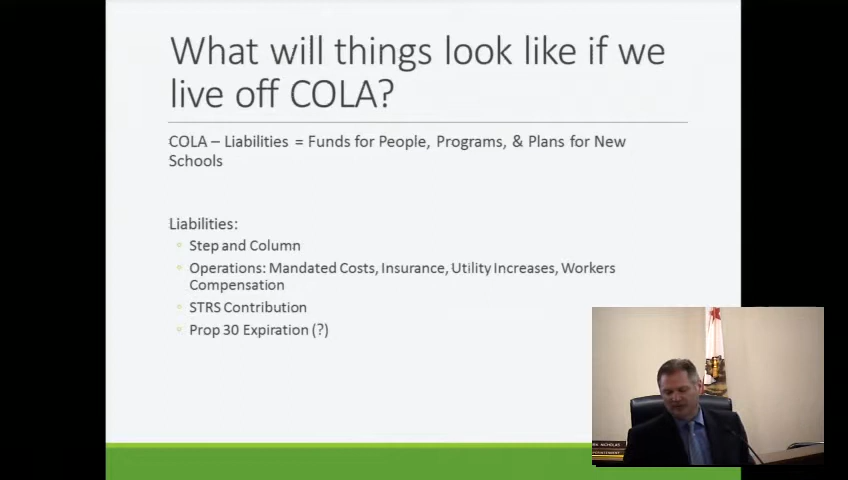 What will things look like if we
live off COLA?
COLA – Liabilities = Funds for People, Programs, & Plans for New
Schools
Liabilities:
Step and Column
Operations: Mandated Costs, Insurance, Utility Increases, Workers
Compensation
STRS Contribution
Prop 30 Expiration (?)
NICHOLAS